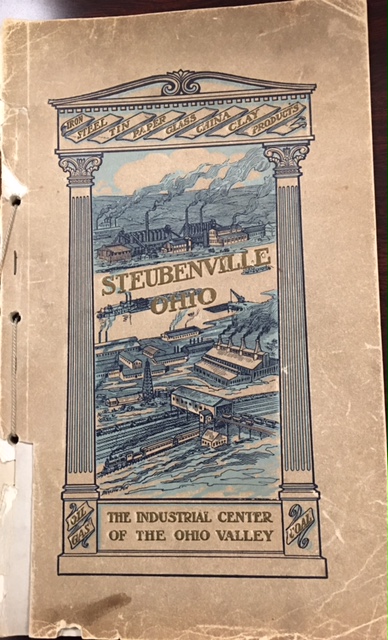 IRON STEEL TIN PAPER GLASS CHINA CLAY PRODUCTS
STEUBENVILLE
OHIO
OIL
GAS
THE INDUSTRIAL CENTER
OF THE OHIO VALLEY
COAL